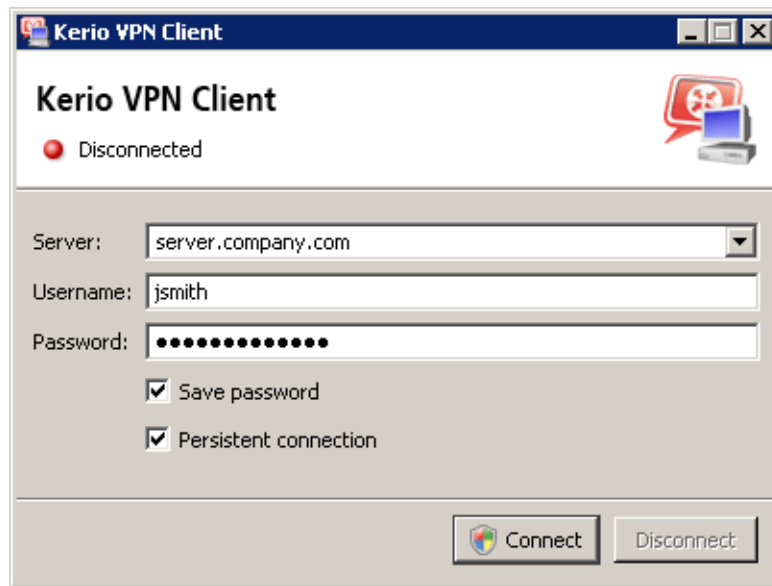 Kerio VPN Client
Kerio VPN Client
Disconnected
Server: server.company.com
Username: jsmith
Password: •••••••••••••
Save password
Persistent connection
Connect Disconnect